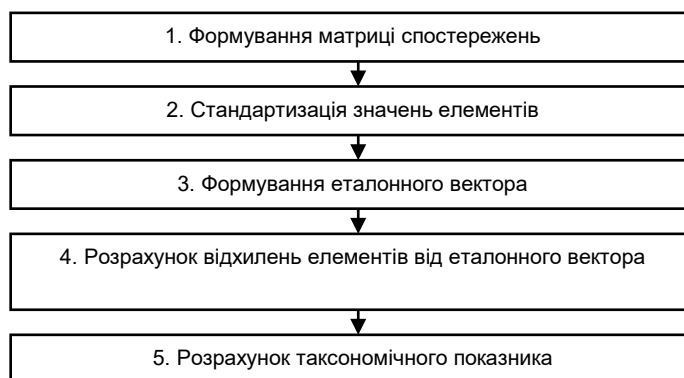 1. Формування матриці спостережень
2. Стандартизація значень елементів
3. Формування еталонного вектора
4. Розрахунок відхилень елементів від еталонного вектора
5. Розрахунок таксономічного показника